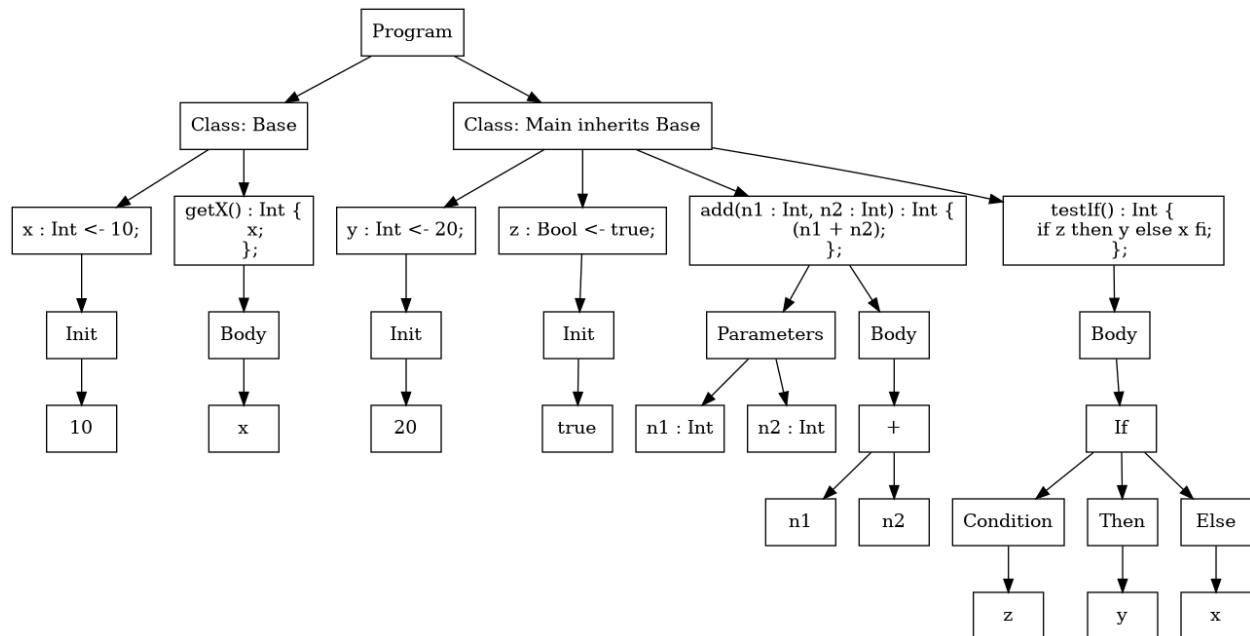 Program
Class: Base
Class: Main inherits Base
x : Int <- 10;
getX() : Int {
x;
};
y : Int <- 20;
z : Bool <- true;
add(n1 : Int, n2 : Int) : Int {
(n1 + n2);
};
testIf() : Int {
if z then y else x fi;
};
Init
Body
Init
Init
Parameters
Body
Body
10
x
20
true
n1 : Int
n2 : Int
+
If
n1
n2
Condition
Then
Else
z
y
x